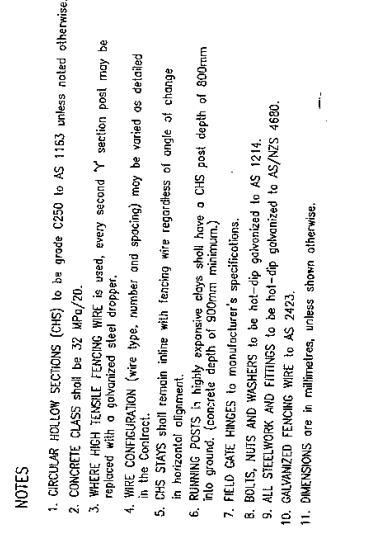 NOTES
1. CIRCULAR HOLLOW SECTIONS (CHS) to be grade C250 to AS 1163 unless noted otherwise.
2. CONCRETE CLASS shall be 32 MPa/20.
3. WHERE HIGH TENSILE FENCING WIRE is used, every second 'Y' section post may be
replaced with a galvanized steel dropper.
4. WIRE CONFIGURATION (wire type, number and spacing) may be varied as detailed
in the Contract.
5. CHS STAYS shall remain inline with fencing wire regardless of angle of change
in horizontal alignment.
6. RUNNING POSTS in highly expansive clays shall have a CHS post depth of 800mm
into ground. (concrete depth of 900mm minimum.)
7. FIELD GATE HINGES to manufacturer's specifications.
8. BOLTS, NUTS AND WASHERS to be hot-dip galvanized to AS 1214.
9. ALL STEELWORK AND FITTINGS to be hot-dip galvanized to AS/NZS 4680.
10. GALVANIZED FENCING WIRE to AS 2423.
11. DIMENSIONS are in millimetres, unless shown otherwise.